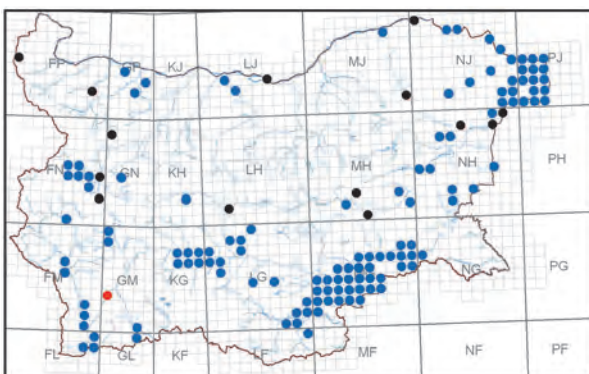 FP GP KJ LJ MJ NJ PJ
FN GN KH LH MH NH PH
FM GM KG LG NG PG
FL GL KF LF MF NF PF